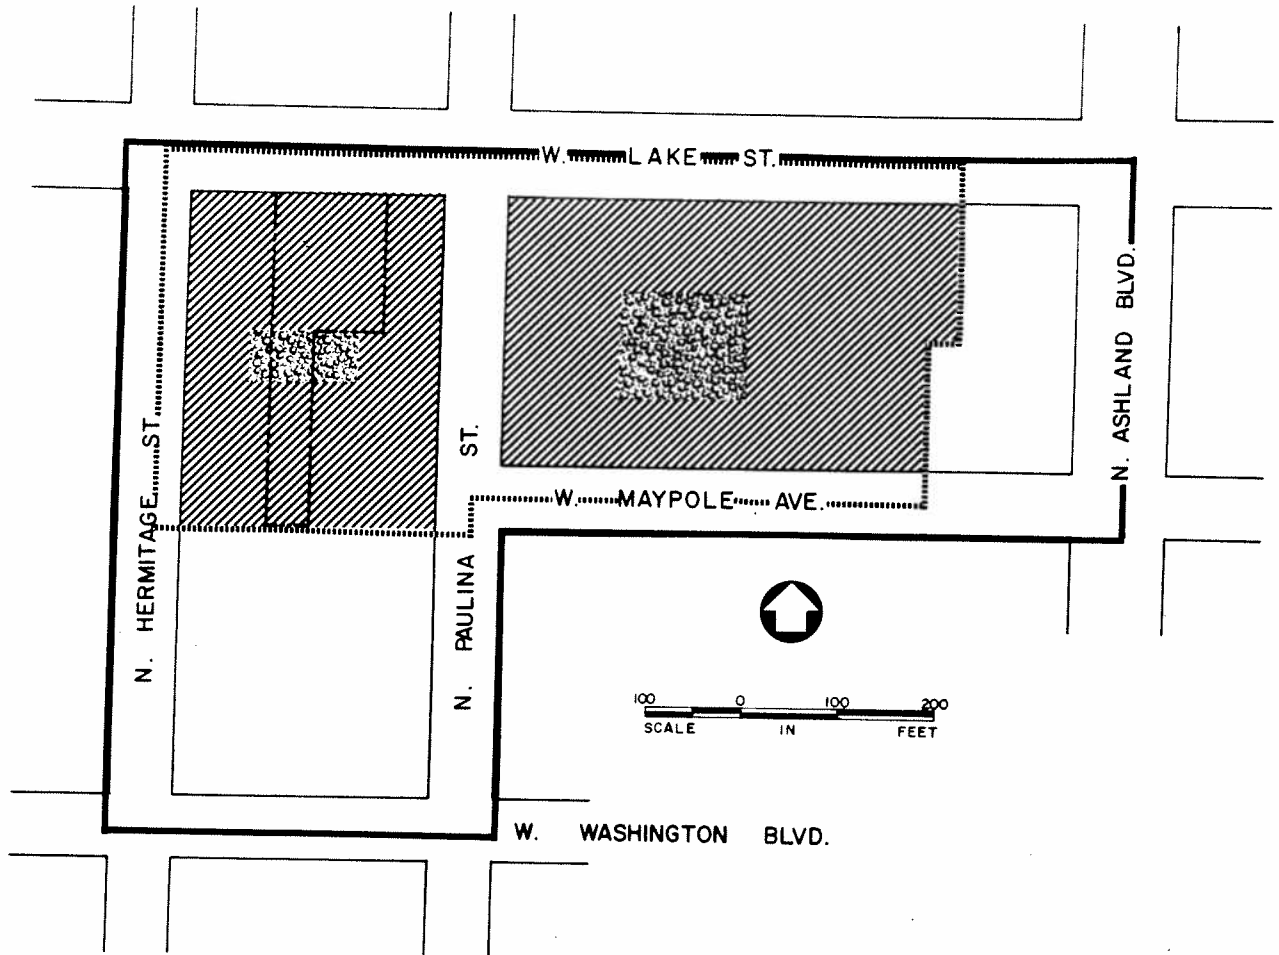 W. LAKE ST.
N. ASHLAND BLVD.
N. HERMITAGE ST.
N. PAULINA ST.
W. MAYPOLE AVE.
100 0 100 200
SCALE IN FEET
W. WASHINGTON BLVD.